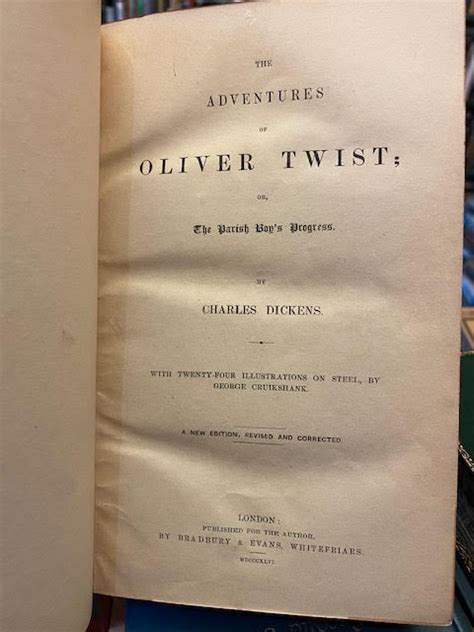 THE
ADVENTURES
OF
OLIVER TWIST;
OR,
The Parish Boy's Progress.
BY
CHARLES DICKENS.
WITH TWENTY-FOUR ILLUSTRATIONS ON STEEL, BY
GEORGE CRUIKSHANK.
A NEW EDITION, REVISED AND CORRECTED.
LONDON:
PUBLISHED FOR THE AUTHOR,
BY BRADBURY & EVANS, WHITEFRIARS.
MDCCCXLVI.